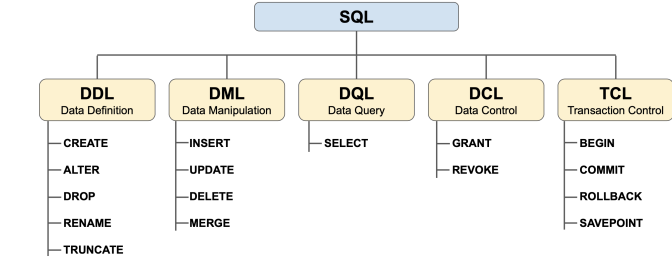 SQL
DDL
Data Definition
CREATE
ALTER
DROP
RENAME
TRUNCATE
DML
Data Manipulation
INSERT
UPDATE
DELETE
MERGE
DQL
Data Query
SELECT
DCL
Data Control
GRANT
REVOKE
TCL
Transaction Control
BEGIN
COMMIT
ROLLBACK
SAVEPOINT